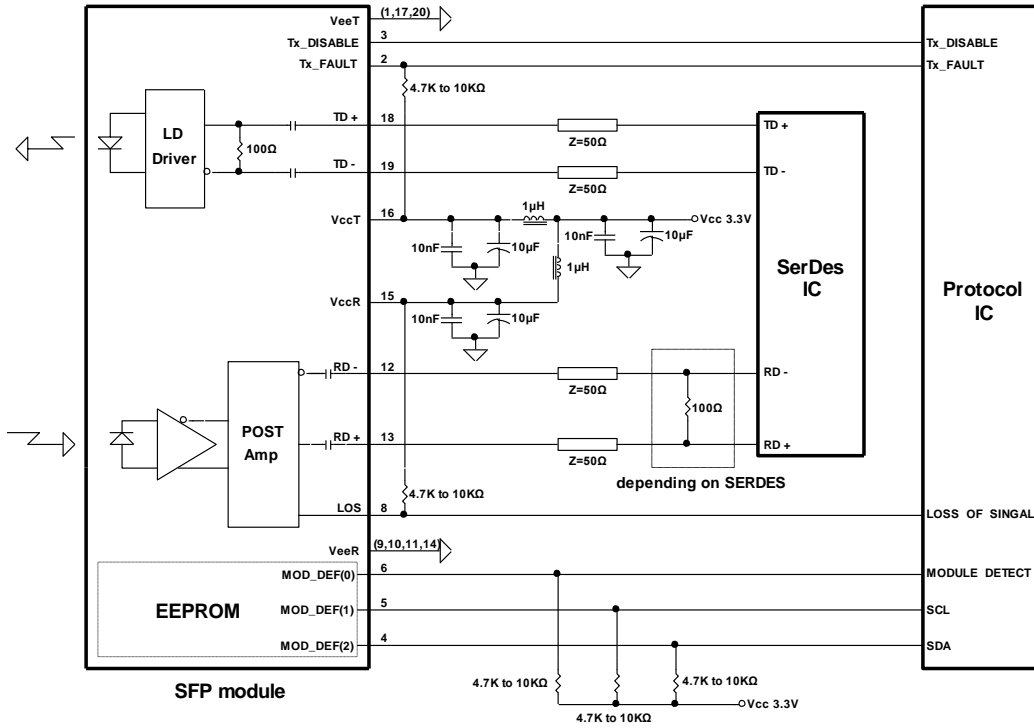 VeeT (1,17,20)
Tx_DISABLE 3 Tx_DISABLE
Tx_FAULT 2 Tx_FAULT
4.7K to 10KΩ
LD
Driver
100Ω
TD + 18 Z=50Ω TD +
TD - 19 Z=50Ω TD -
VccT 16 1µH Vcc 3.3V
10nF 10µF 10nF 10µF
1µH
SerDes
IC
Protocol
IC
VccR 15
10nF 10µF
RD - 12 Z=50Ω RD -
100Ω
POST
Amp
RD + 13 Z=50Ω RD +
depending on SERDES
4.7K to 10KΩ
LOS 8 LOSS OF SINGAL
VeeR (9,10,11,14)
EEPROM
MOD_DEF(0) 6 MODULE DETECT
MOD_DEF(1) 5 SCL
MOD_DEF(2) 4 SDA
4.7K to 10KΩ 4.7K to 10KΩ
4.7K to 10KΩ
Vcc 3.3V
SFP module